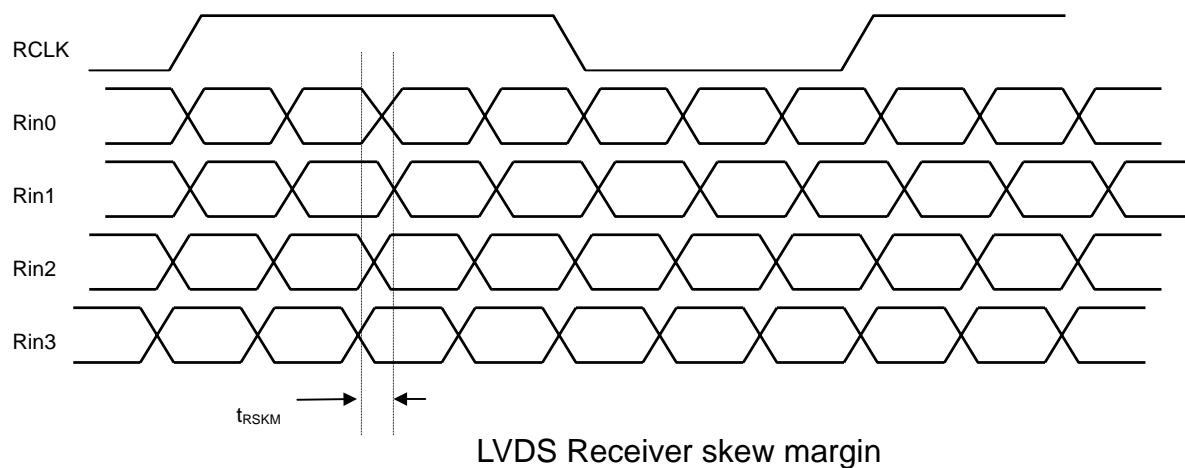 RCLK
Rin0
Rin1
Rin2
Rin3
tRSKM
LVDS Receiver skew margin